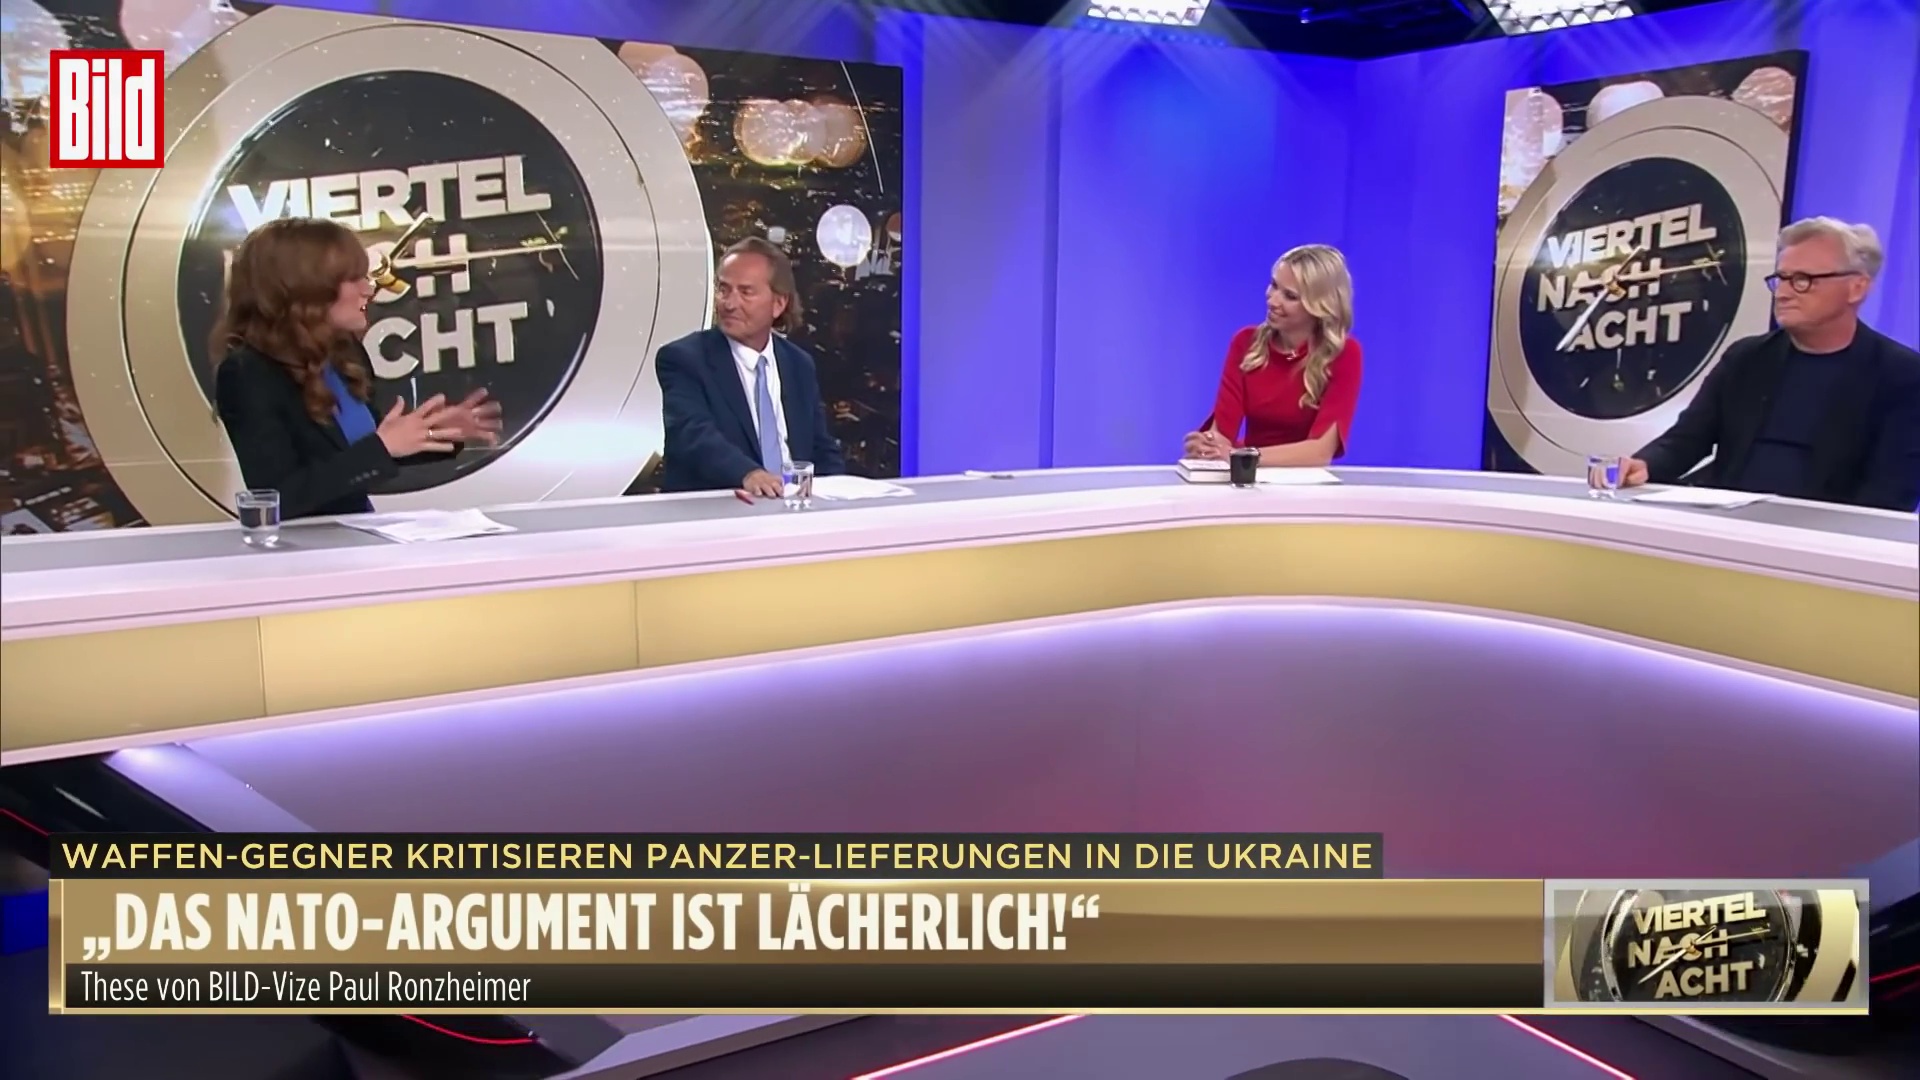 Bild
VIERTEL
NACH
ACHT
VIERTEL
NACH
ACHT
WAFFEN-GEGNER KRITISIEREN PANZER-LIEFERUNGEN IN DIE UKRAINE
„DAS NATO-ARGUMENT IST LÄCHERLICH!“
These von BILD-Vize Paul Ronzheimer
VIERTEL
NACH
ACHT